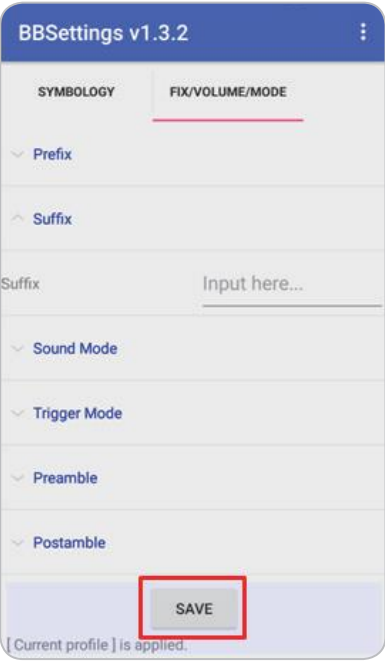 BBSettings v1.3.2
SYMBOLOGY FIX/VOLUME/MODE
Prefix
Suffix
Suffix Input here...
Sound Mode
Trigger Mode
Preamble
Postamble
SAVE
[ Current profile ] is applied.